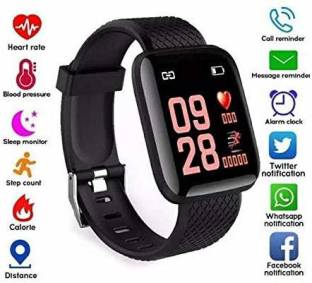 Heart rate
Blood pressure
Sleep monitor
Step count
Calorie
Distance
09
28
Call reminder
Message reminder
Alarm clock
Twitter
notification
Whatsapp
notification
Facebook
notification